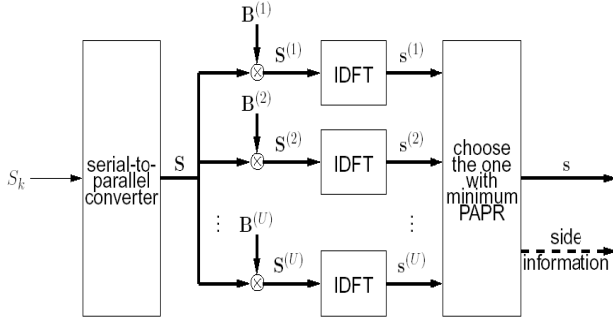 B^(1)
S^(1)
IDFT
s^(1)
B^(2)
S^(2)
IDFT
s^(2)
S_k
serial-to-
parallel
converter
S
choose
the one
with
minimum
PAPR
s
⋮
⋮
B^(U)
S^(U)
IDFT
s^(U)
side
information